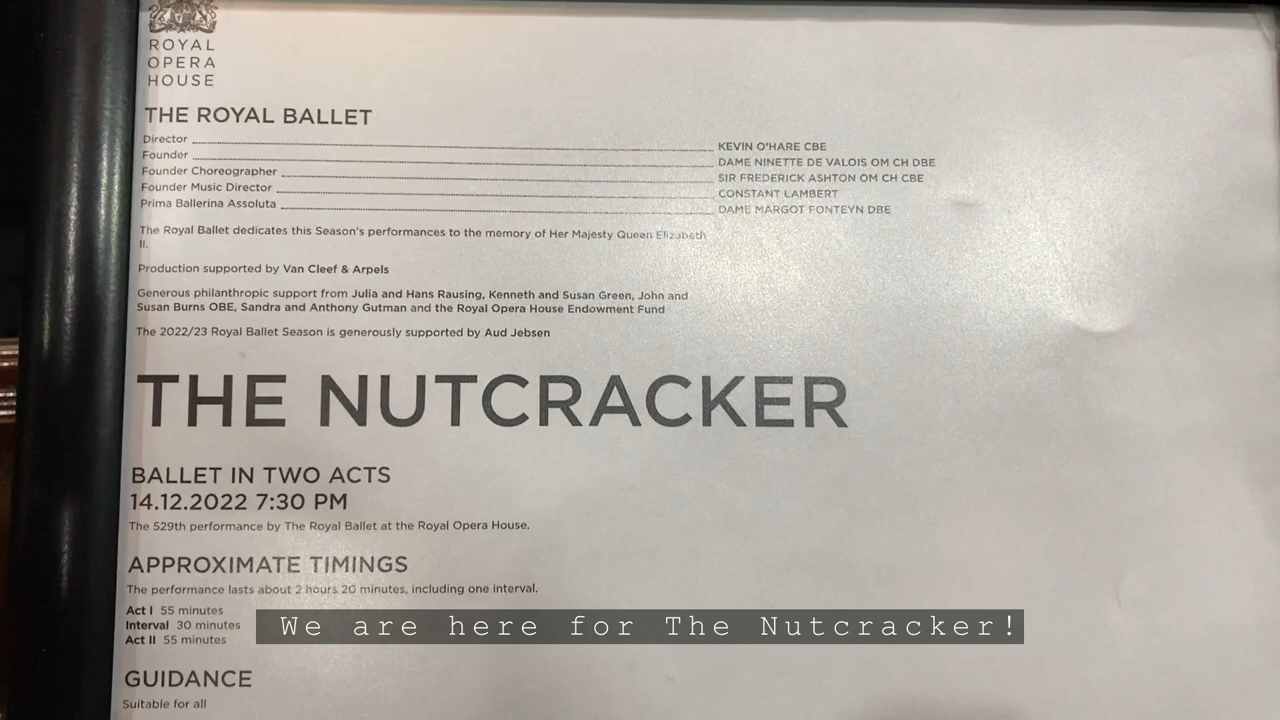 ROYAL
OPERA
HOUSE
THE ROYAL BALLET
Director KEVIN O'HARE CBE
Founder DAME NINETTE DE VALOIS OM CH DBE
Founder Choreographer SIR FREDERICK ASHTON OM CH CBE
Founder Music Director CONSTANT LAMBERT
Prima Ballerina Assoluta DAME MARGOT FONTEYN DBE
The Royal Ballet dedicates this Season's performances to the memory of Her Majesty Queen Elizabeth
II.
Production supported by Van Cleef & Arpels
Generous philanthropic support from Julia and Hans Rausing, Kenneth and Susan Green, John and
Susan Burns OBE, Sandra and Anthony Gutman and the Royal Opera House Endowment Fund
The 2022/23 Royal Ballet Season is generously supported by Aud Jebsen
THE NUTCRACKER
BALLET IN TWO ACTS
14.12.2022 7:30 PM
The 529th performance by The Royal Ballet at the Royal Opera House.
APPROXIMATE TIMINGS
The performance lasts about 2 hours 20 minutes, including one interval.
Act I 55 minutes
Interval 30 minutes
Act II 55 minutes
We are here for The Nutcracker!
GUIDANCE
Suitable for all